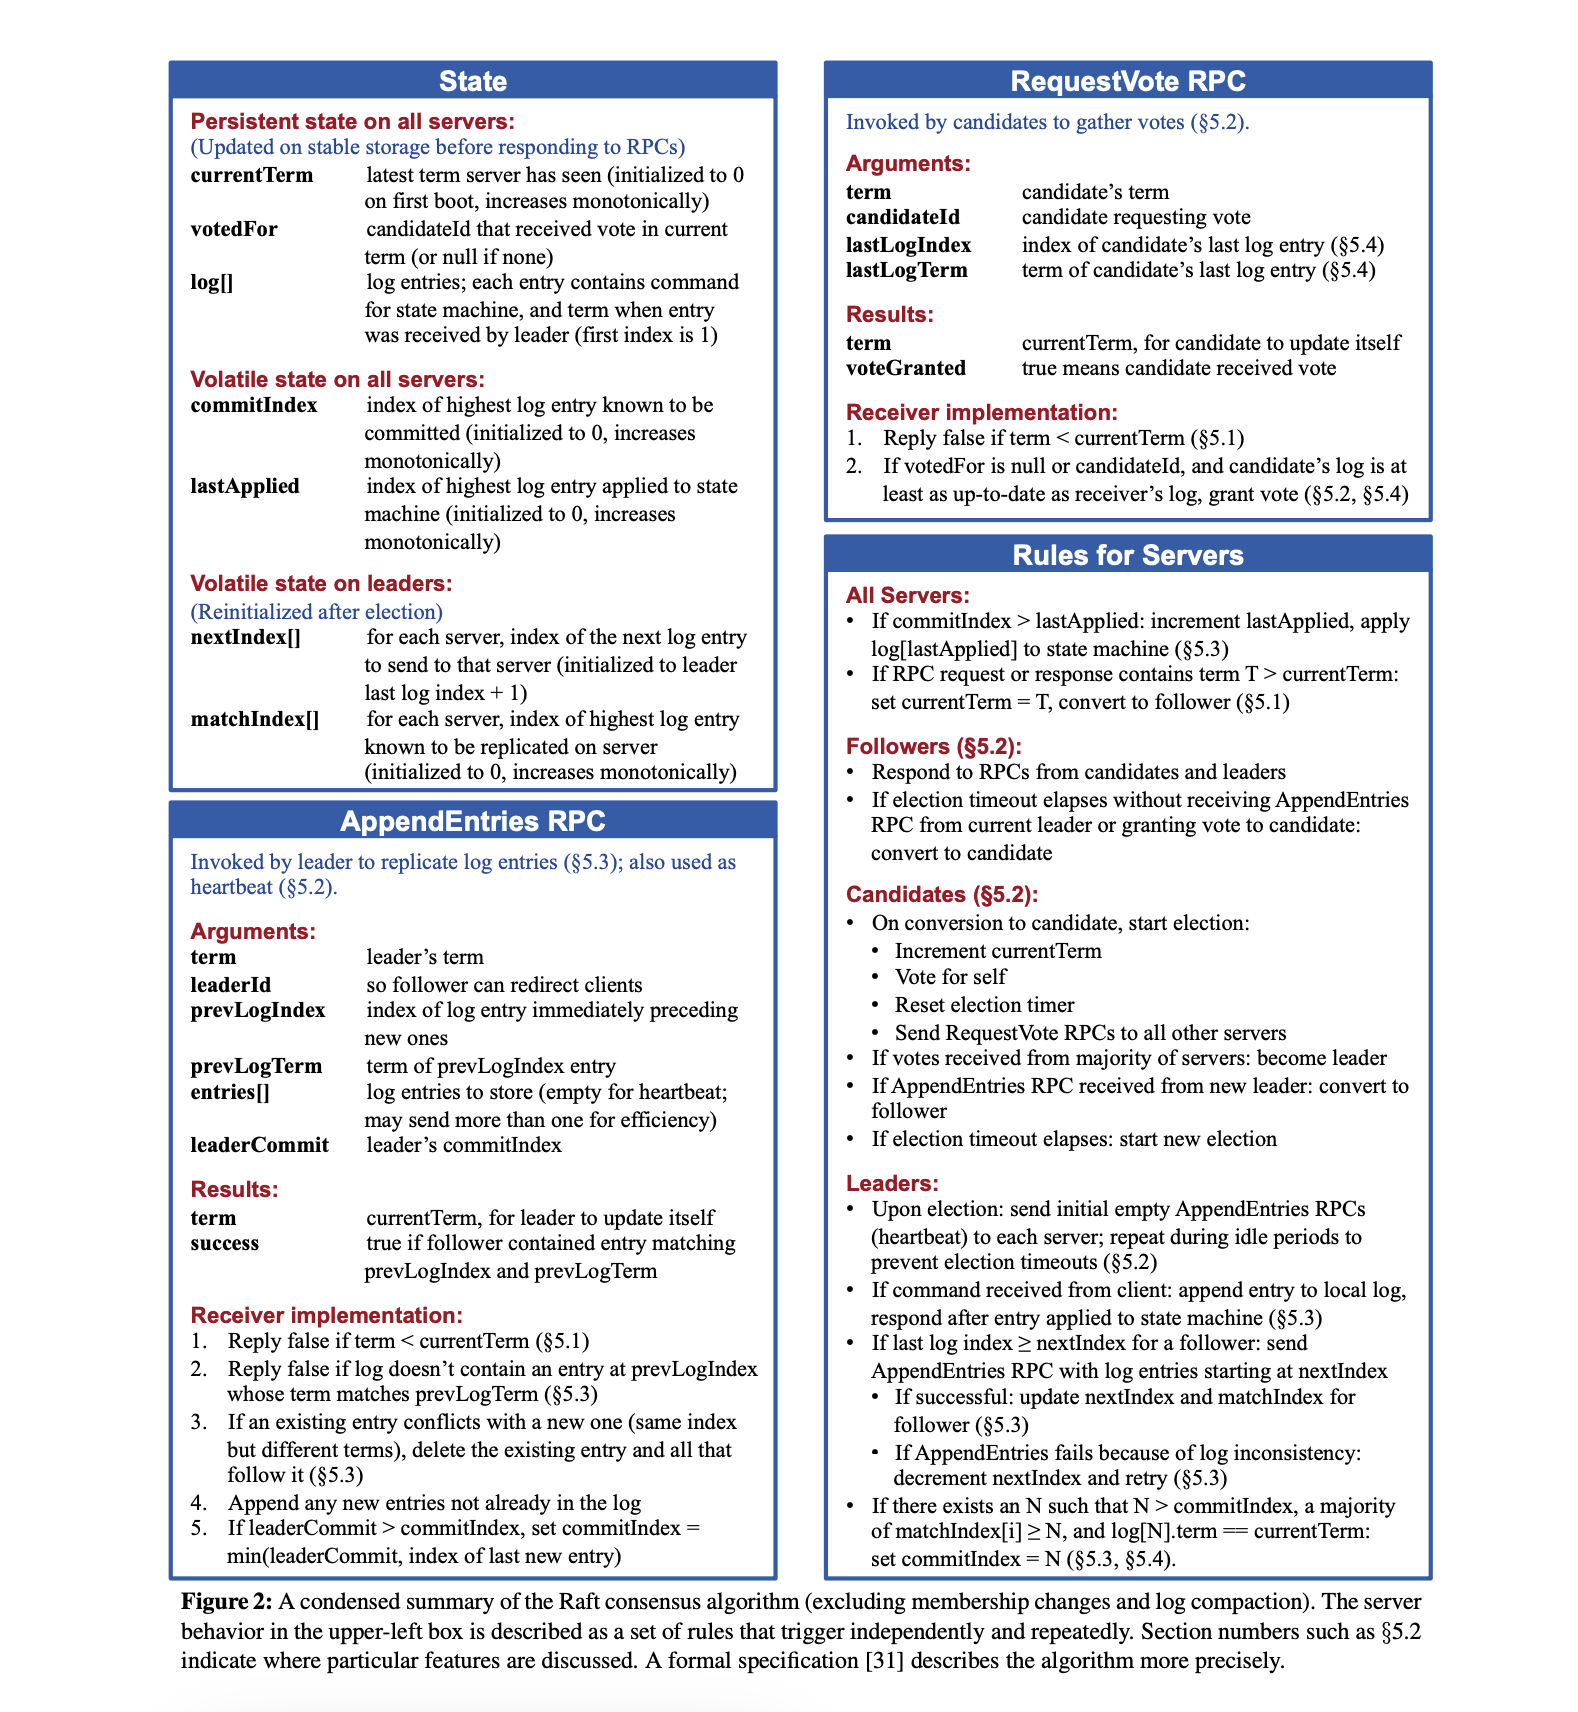 State
Persistent state on all servers:
(Updated on stable storage before responding to RPCs)
currentTerm latest term server has seen (initialized to 0
on first boot, increases monotonically)
votedFor candidateId that received vote in current
term (or null if none)
log[] log entries; each entry contains command
for state machine, and term when entry
was received by leader (first index is 1)
Volatile state on all servers:
commitIndex index of highest log entry known to be
committed (initialized to 0, increases
monotonically)
lastApplied index of highest log entry applied to state
machine (initialized to 0, increases
monotonically)
Volatile state on leaders:
(Reinitialized after election)
nextIndex[] for each server, index of the next log entry
to send to that server (initialized to leader
last log index + 1)
matchIndex[] for each server, index of highest log entry
known to be replicated on server
(initialized to 0, increases monotonically)
AppendEntries RPC
Invoked by leader to replicate log entries (§5.3); also used as
heartbeat (§5.2).
Arguments:
term leader’s term
leaderId so follower can redirect clients
prevLogIndex index of log entry immediately preceding
new ones
prevLogTerm term of prevLogIndex entry
entries[] log entries to store (empty for heartbeat;
may send more than one for efficiency)
leaderCommit leader’s commitIndex
Results:
term currentTerm, for leader to update itself
success true if follower contained entry matching
prevLogIndex and prevLogTerm
Receiver implementation:
1. Reply false if term < currentTerm (§5.1)
2. Reply false if log doesn’t contain an entry at prevLogIndex
whose term matches prevLogTerm (§5.3)
3. If an existing entry conflicts with a new one (same index
but different terms), delete the existing entry and all that
follow it (§5.3)
4. Append any new entries not already in the log
5. If leaderCommit > commitIndex, set commitIndex =
min(leaderCommit, index of last new entry)
RequestVote RPC
Invoked by candidates to gather votes (§5.2).
Arguments:
term candidate’s term
candidateId candidate requesting vote
lastLogIndex index of candidate’s last log entry (§5.4)
lastLogTerm term of candidate’s last log entry (§5.4)
Results:
term currentTerm, for candidate to update itself
voteGranted true means candidate received vote
Receiver implementation:
1. Reply false if term < currentTerm (§5.1)
2. If votedFor is null or candidateId, and candidate’s log is at
least as up-to-date as receiver’s log, grant vote (§5.2, §5.4)
Rules for Servers
All Servers:
• If commitIndex > lastApplied: increment lastApplied, apply
log[lastApplied] to state machine (§5.3)
• If RPC request or response contains term T > currentTerm:
set currentTerm = T, convert to follower (§5.1)
Followers (§5.2):
• Respond to RPCs from candidates and leaders
• If election timeout elapses without receiving AppendEntries
RPC from current leader or granting vote to candidate:
convert to candidate
Candidates (§5.2):
• On conversion to candidate, start election:
• Increment currentTerm
• Vote for self
• Reset election timer
• Send RequestVote RPCs to all other servers
• If votes received from majority of servers: become leader
• If AppendEntries RPC received from new leader: convert to
follower
• If election timeout elapses: start new election
Leaders:
• Upon election: send initial empty AppendEntries RPCs
(heartbeat) to each server; repeat during idle periods to
prevent election timeouts (§5.2)
• If command received from client: append entry to local log,
respond after entry applied to state machine (§5.3)
• If last log index ≥ nextIndex for a follower: send
AppendEntries RPC with log entries starting at nextIndex
• If successful: update nextIndex and matchIndex for
follower (§5.3)
• If AppendEntries fails because of log inconsistency:
decrement nextIndex and retry (§5.3)
• If there exists an N such that N > commitIndex, a majority
of matchIndex[i] ≥ N, and log[N].term == currentTerm:
set commitIndex = N (§5.3, §5.4).
Figure 2: A condensed summary of the Raft consensus algorithm (excluding membership changes and log compaction). The server
behavior in the upper-left box is described as a set of rules that trigger independently and repeatedly. Section numbers such as §5.2
indicate where particular features are discussed. A formal specification [31] describes the algorithm more precisely.